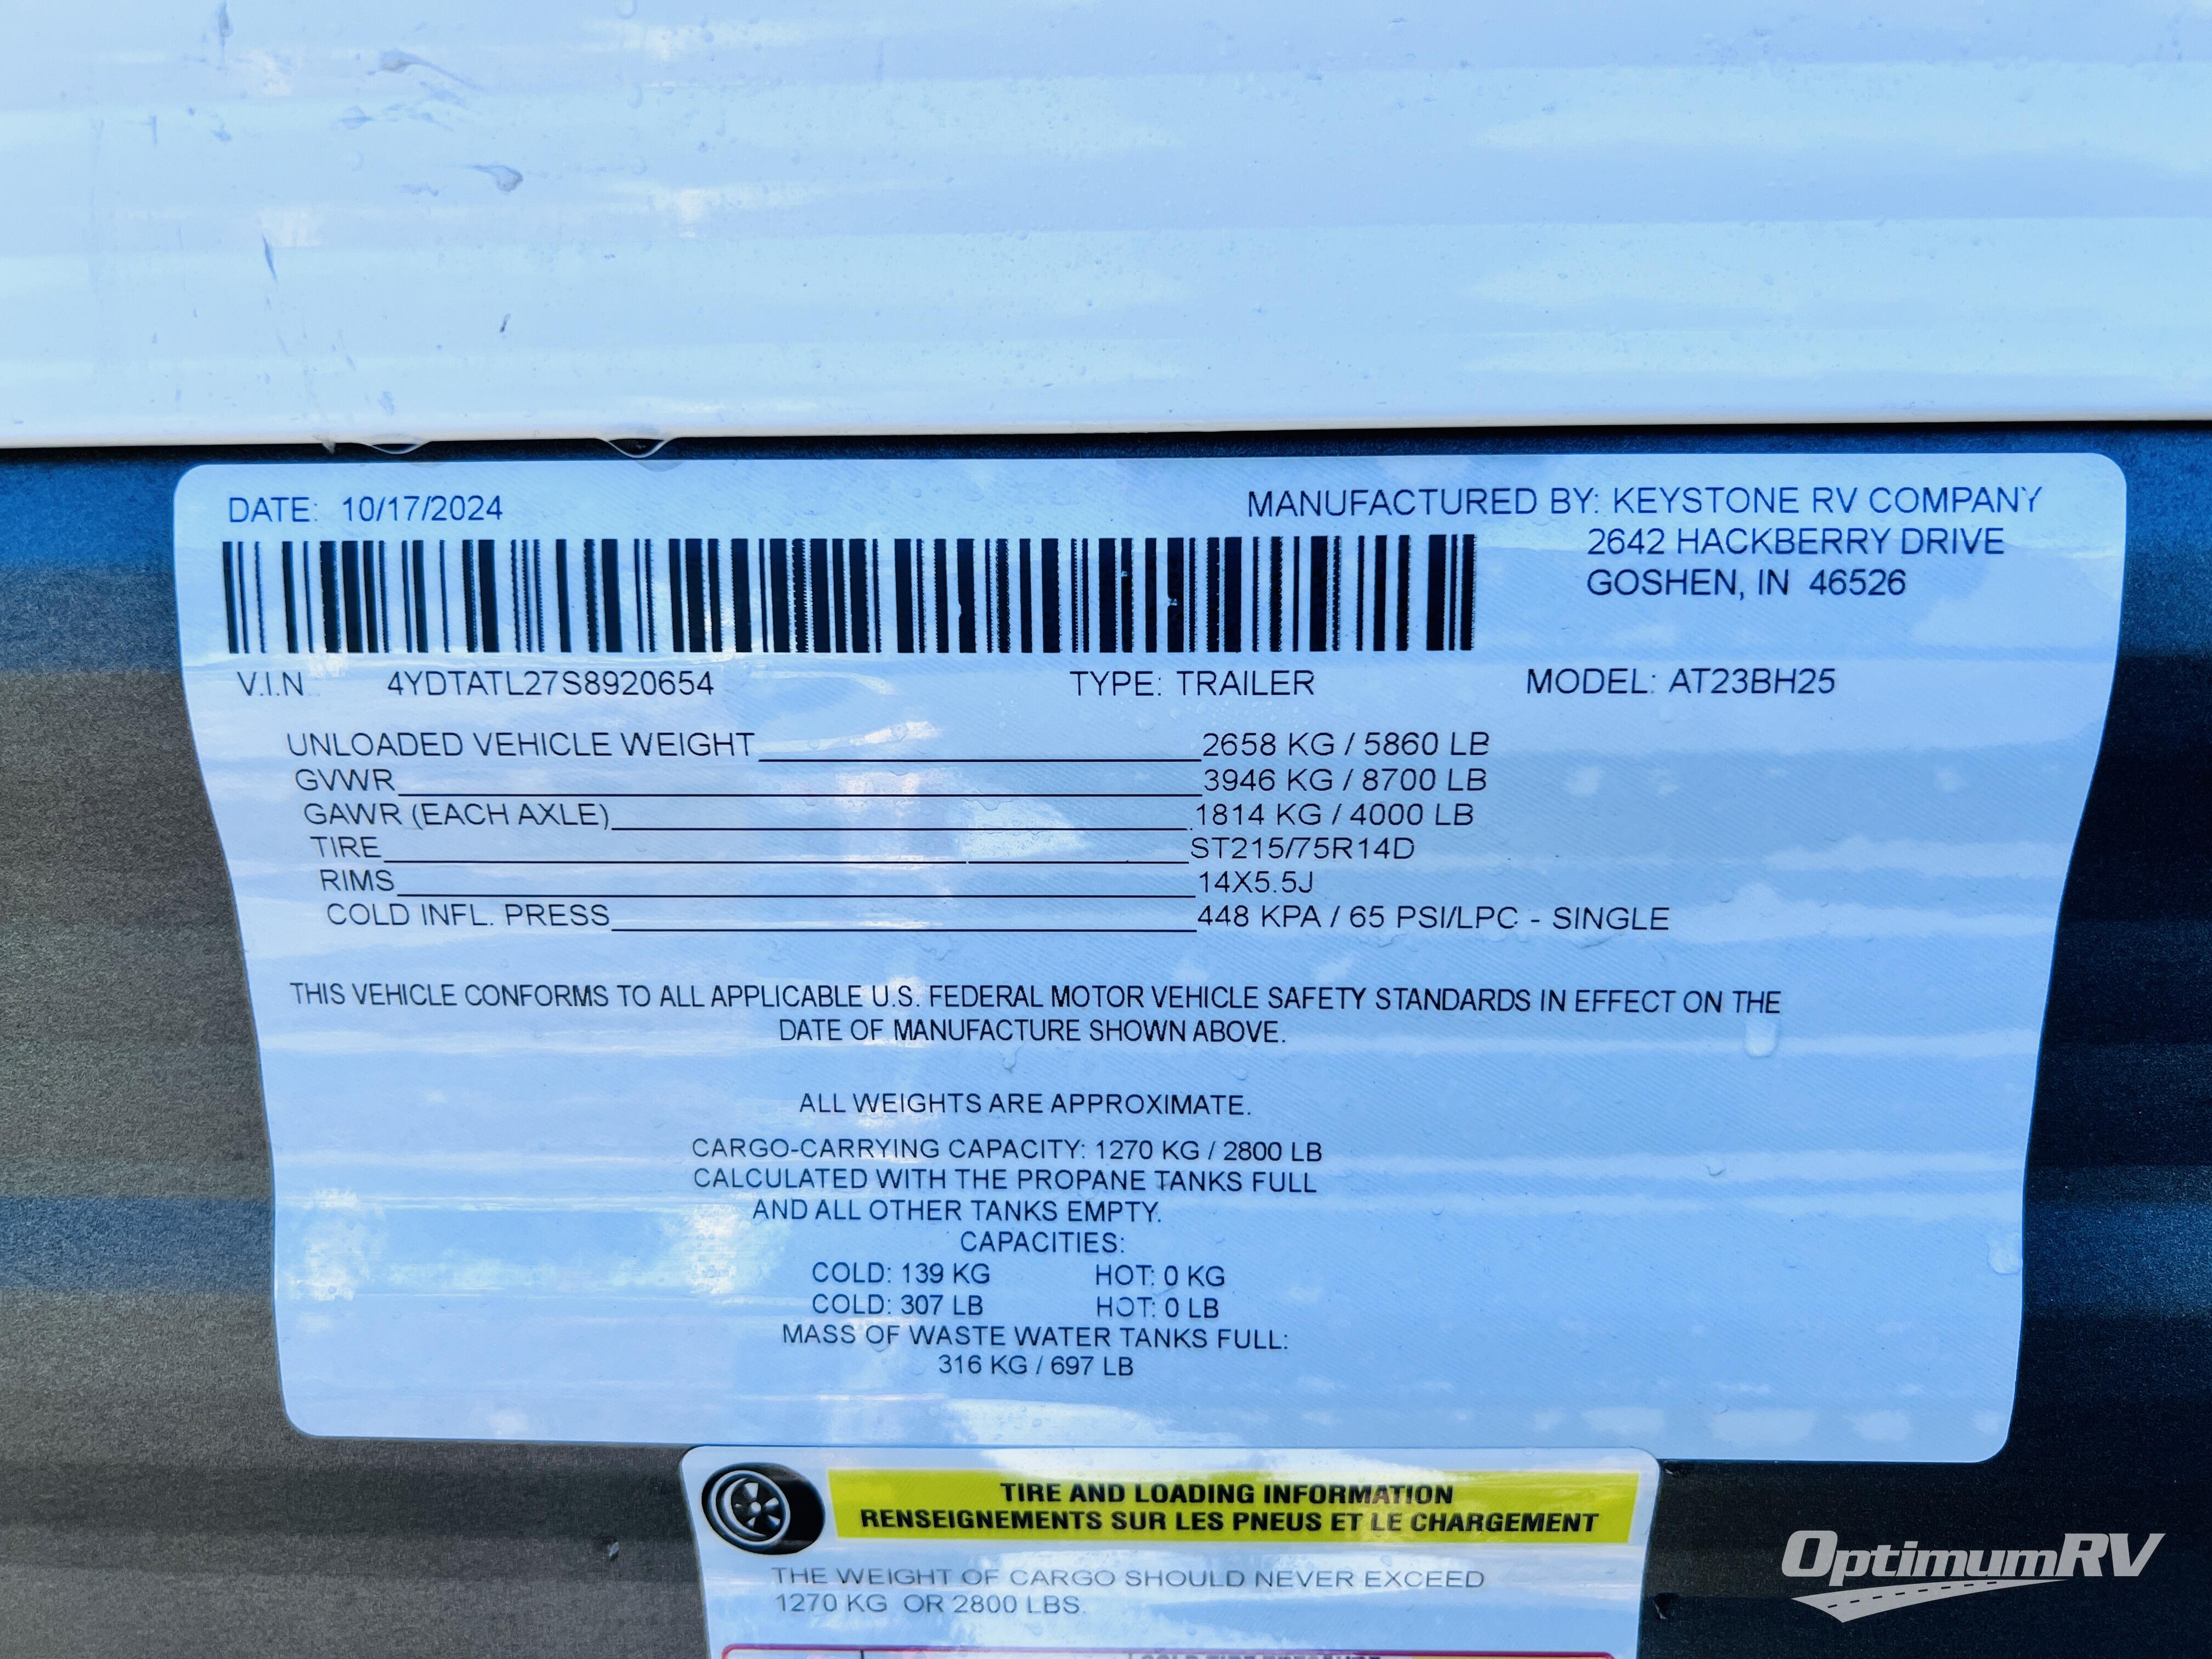 DATE: 10/17/2024
MANUFACTURED BY: KEYSTONE RV COMPANY
2642 HACKBERRY DRIVE
GOSHEN, IN 46526
V.I.N. 4YDTATL27S8920654 TYPE: TRAILER MODEL: AT23BH25
UNLOADED VEHICLE WEIGHT 2658 KG / 5860 LB
GVWR 3946 KG / 8700 LB
GAWR (EACH AXLE) 1814 KG / 4000 LB
TIRE ST215/75R14D
RIMS 14X5.5J
COLD INFL. PRESS 448 KPA / 65 PSI/LPC - SINGLE
THIS VEHICLE CONFORMS TO ALL APPLICABLE U.S. FEDERAL MOTOR VEHICLE SAFETY STANDARDS IN EFFECT ON THE
DATE OF MANUFACTURE SHOWN ABOVE.
ALL WEIGHTS ARE APPROXIMATE.
CARGO-CARRYING CAPACITY: 1270 KG / 2800 LB
CALCULATED WITH THE PROPANE TANKS FULL
AND ALL OTHER TANKS EMPTY.
CAPACITIES:
COLD: 139 KG HOT: 0 KG
COLD: 307 LB HOT: 0 LB
MASS OF WASTE WATER TANKS FULL:
316 KG / 697 LB
TIRE AND LOADING INFORMATION
RENSEIGNEMENTS SUR LES PNEUS ET LE CHARGEMENT
THE WEIGHT OF CARGO SHOULD NEVER EXCEED
1270 KG OR 2800 LBS.
OptimumRV